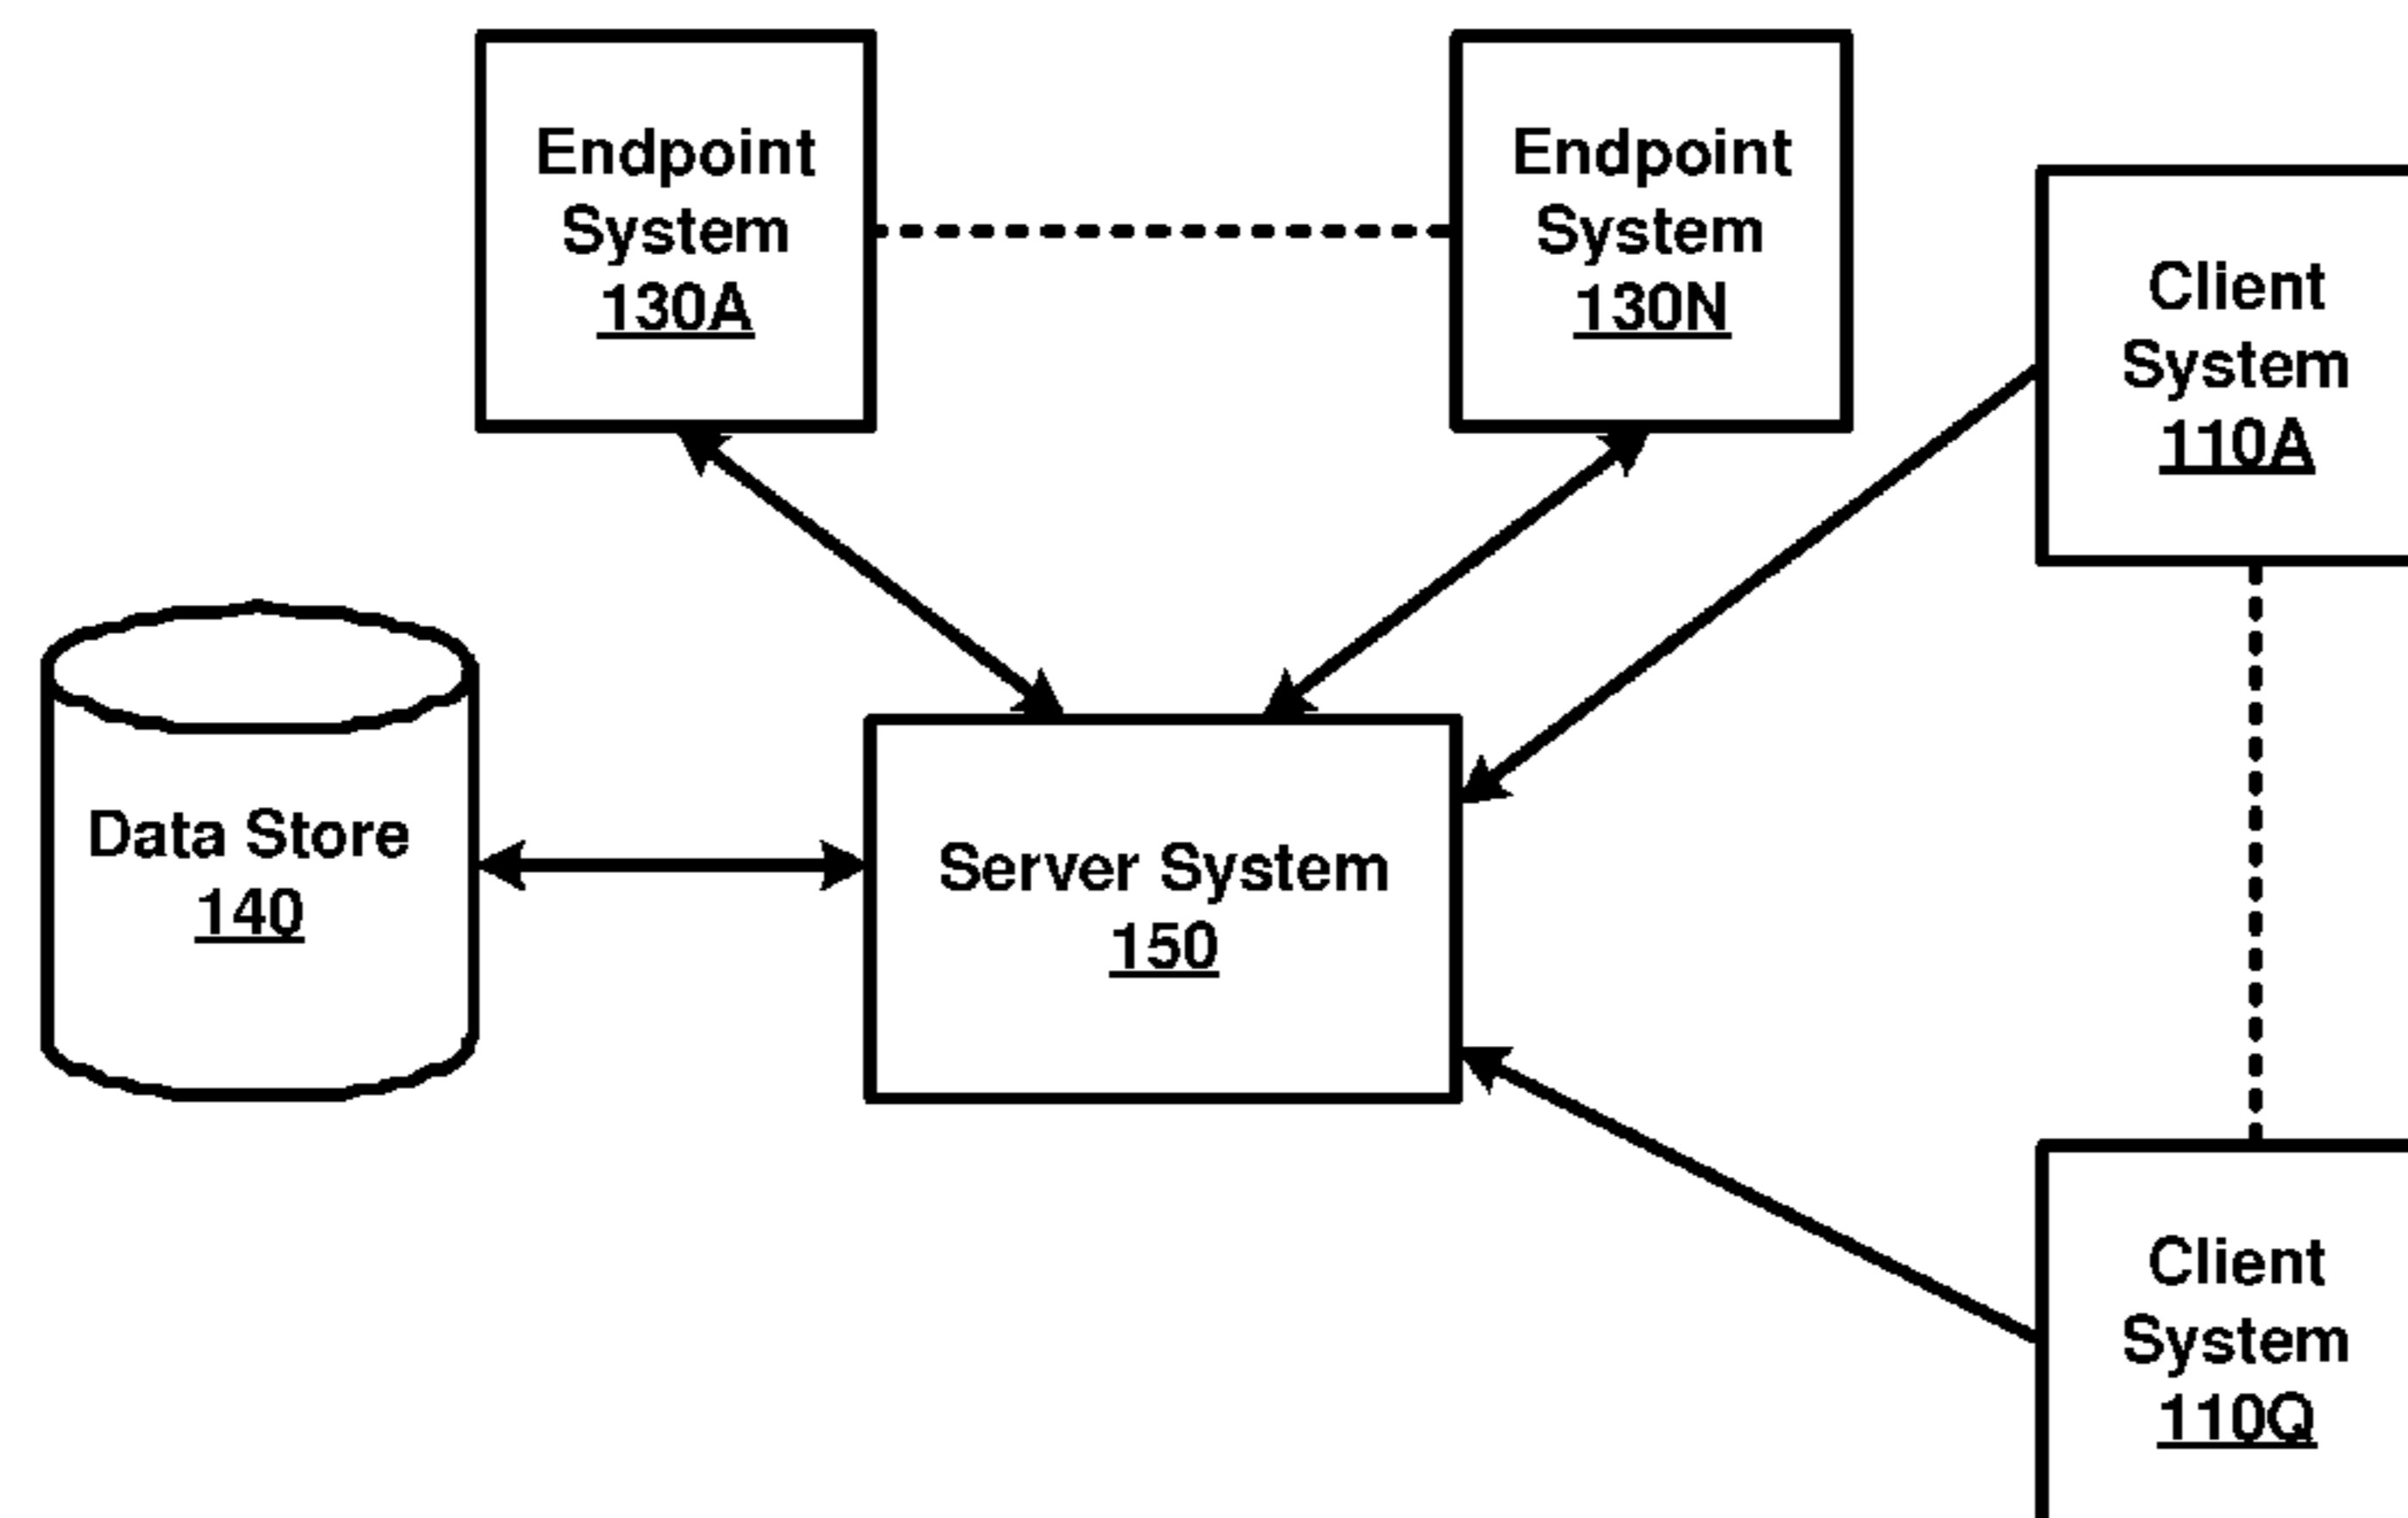 Endpoint
System
130A
Endpoint
System
130N
Client
System
110A
Data Store
140
Server System
150
Client
System
110Q